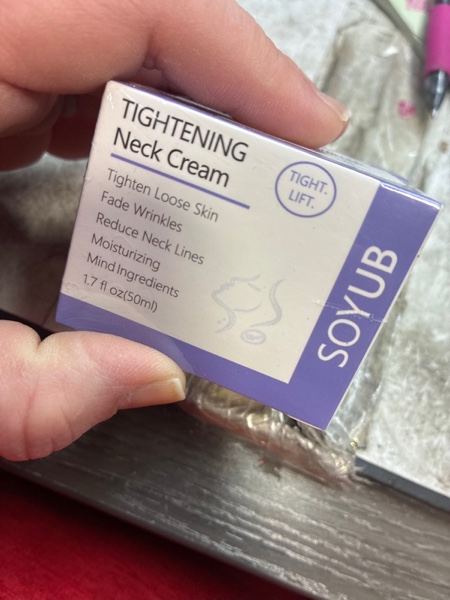 TIGHTENING
Neck Cream
TIGHT.
LIFT.
Tighten Loose Skin
Fade Wrinkles
Reduce Neck Lines
Moisturizing
Mind Ingredients
1.7 fl oz(50ml)
SOYUB